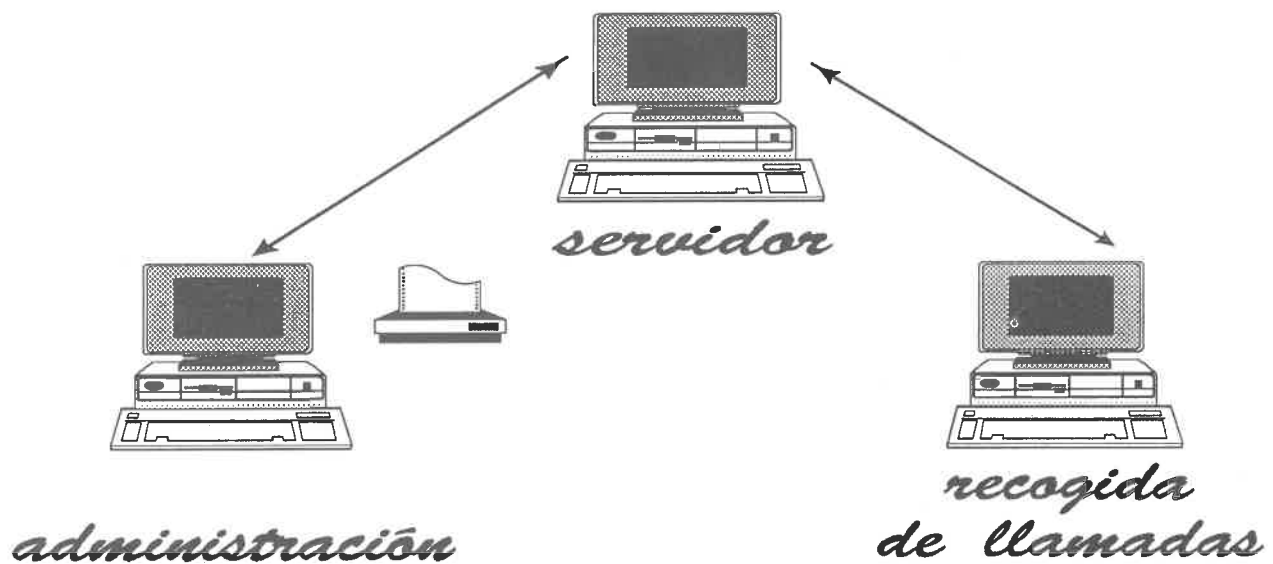 servidor
administración
recogida
de llamadas